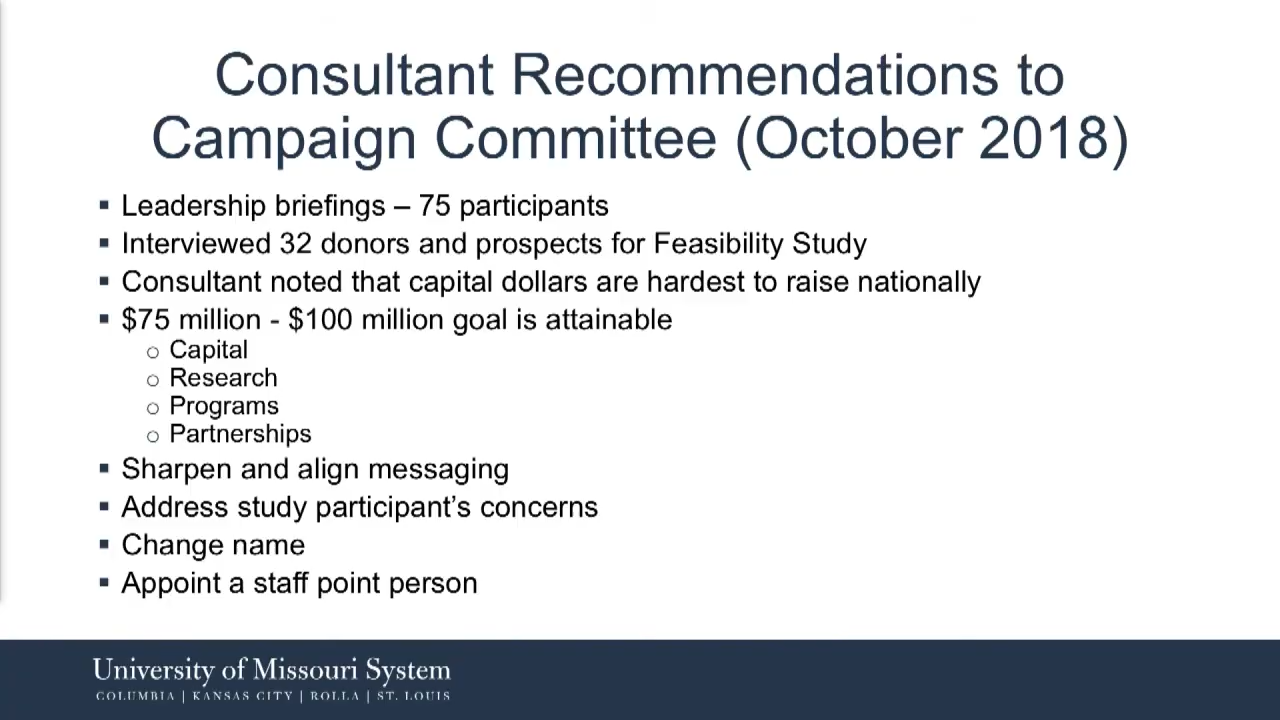 Consultant Recommendations to
Campaign Committee (October 2018)
▪ Leadership briefings – 75 participants
▪ Interviewed 32 donors and prospects for Feasibility Study
▪ Consultant noted that capital dollars are hardest to raise nationally
▪ $75 million - $100 million goal is attainable
o Capital
o Research
o Programs
o Partnerships
▪ Sharpen and align messaging
▪ Address study participant’s concerns
▪ Change name
▪ Appoint a staff point person
University of Missouri System
COLUMBIA | KANSAS CITY | ROLLA | ST. LOUIS